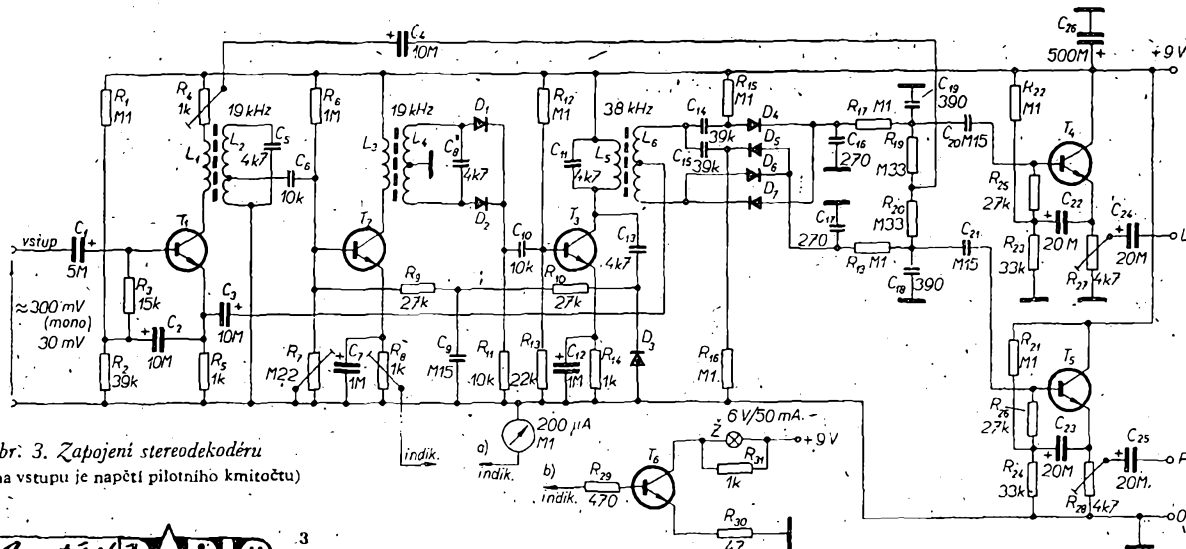 C₄
10M
C₂₆
500M
+9V
R₁
M1
R₄
1k
19 kHz
L₁
L₂
C₅
4k7
C₆
10k
R₆
1M
19 kHz
L₃
L₄
C₈
4k7
D₁
D₂
R₁₂
M1
38 kHz
C₁₁
4k7
L₅
L₆
C₁₄
39k
C₁₅
39k
R₁₅
M1
D₄
D₅
D₆
D₇
R₁₇ M1
C₁₆
270
C₁₉
390
R₁₉
M33
C₂₀
M15
R₂₂
M1
T₄
R₂₅
27k
C₂₂
20M
C₂₄
20M
L
R₂₃
33k
R₂₇
4k7
vstup
C₁
5M
T₁
R₃
15k
C₂
10M
C₃
10M
≈300 mV
(mono)
30 mV
R₂
39k
R₅
1k
T₂
R₇
M22
C₇
1M
R₈
1k
R₉
27k
C₉
M15
C₁₀
10k
T₃
R₁₀
27k
C₁₃
4k7
R₁₁
10k
R₁₃
22k
C₁₂
1M
R₁₄
1k
D₃
R₁₆
M1
C₁₇
270
R₂₀
M33
R₁₃ M1
C₁₈
390
C₂₁
M15
R₂₁
M1
T₅
R₂₆
27k
C₂₃
20M
C₂₅
20M
P
R₂₄
33k
R₂₈
4k7
0
br. 3. Zapojení stereodekodéru
na vstupu je napětí pilotního kmitočtu)
indik.
a)
indik.
200 µA
M1
b)
indik.
R₂₉
470
T₆
6V/50 mA
Ž
+9V
R₃₁
1k
R₃₀
47
3